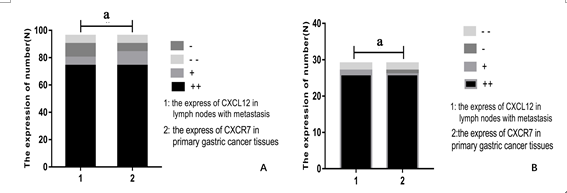 a
The expression of number(N)
100
80
60
40
20
0
1 2
-
- -
+
++
1: the express of CXCL12 in
lymph nodes with metastasis
2: the express of CXCR7 in
primary gastric cancer tissues
A
a
The expression of number(N)
40
30
20
10
0
1 2
- -
-
+
++
1: the express of CXCL12 in
lymph nodes with metastasis
2:the express of CXCR7 in
primary gastric cancer tissues
B